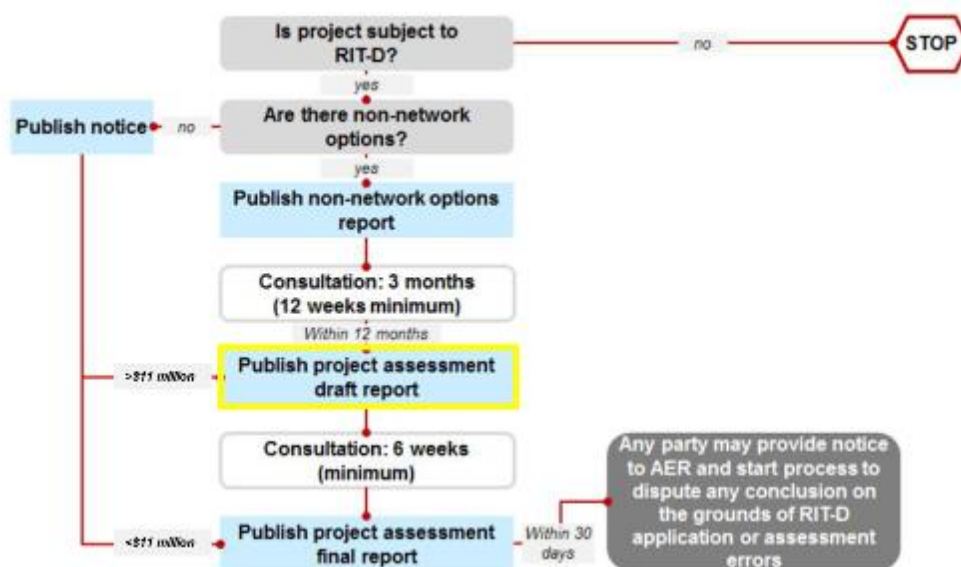 Is project subject to
RIT-D?
no
STOP
yes
Publish notice
no
Are there non-network
options?
yes
Publish non-network options
report
Consultation: 3 months
(12 weeks minimum)
Within 12 months
>$11 million
Publish project assessment
draft report
Consultation: 6 weeks
(minimum)
Any party may provide notice
to AER and start process to
dispute any conclusion on
the grounds of RIT-D
application or assessment
errors
<$11 million
Publish project assessment
final report
Within 30
days